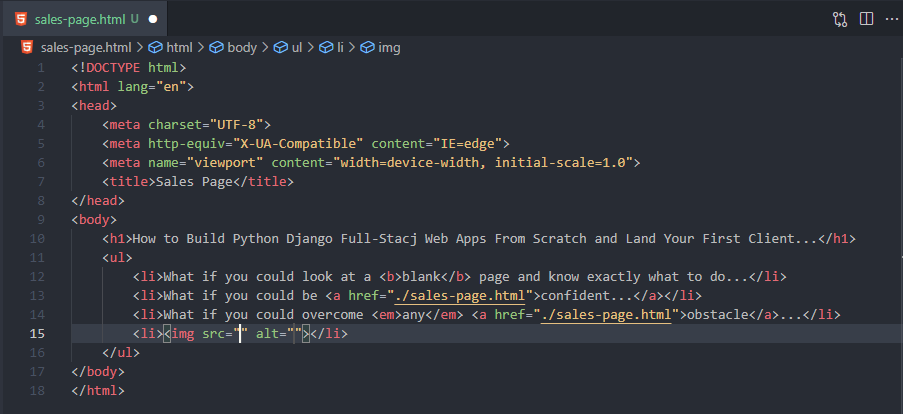 sales-page.html U
sales-page.html > html > body > ul > li > img
1 <!DOCTYPE html>
2 <html lang="en">
3 <head>
4 <meta charset="UTF-8">
5 <meta http-equiv="X-UA-Compatible" content="IE=edge">
6 <meta name="viewport" content="width=device-width, initial-scale=1.0">
7 <title>Sales Page</title>
8 </head>
9 <body>
10 <h1>How to Build Python Django Full-Stacj Web Apps From Scratch and Land Your First Client...</h1>
11 <ul>
12 <li>What if you could look at a <b>blank</b> page and know exactly what to do...</li>
13 <li>What if you could be <a href="./sales-page.html">confident...</a></li>
14 <li>What if you could overcome <em>any</em> <a href="./sales-page.html">obstacle</a>...</li>
15 <li><img src="" alt=""></li>
16 </ul>
17 </body>
18 </html>